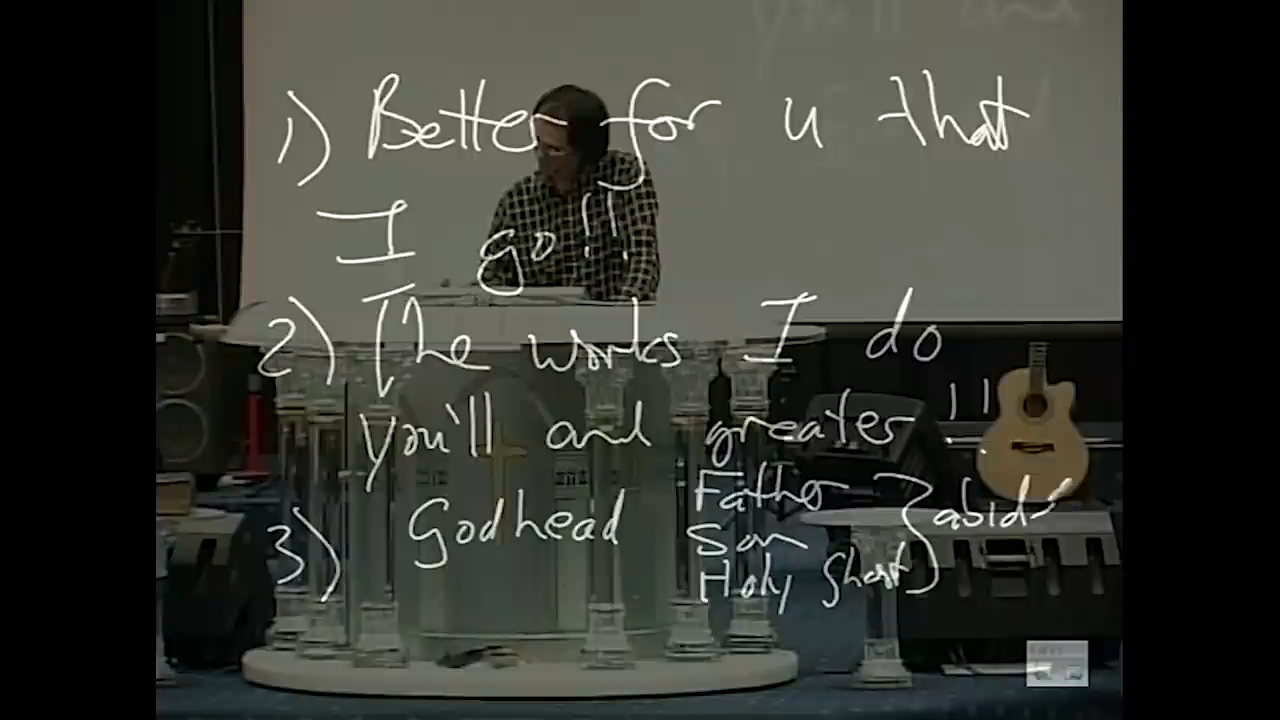 1) Better for u that
I go!!
2) The works I do
you'll and greater !!
3) Godhead Father
Son
Holy Ghost